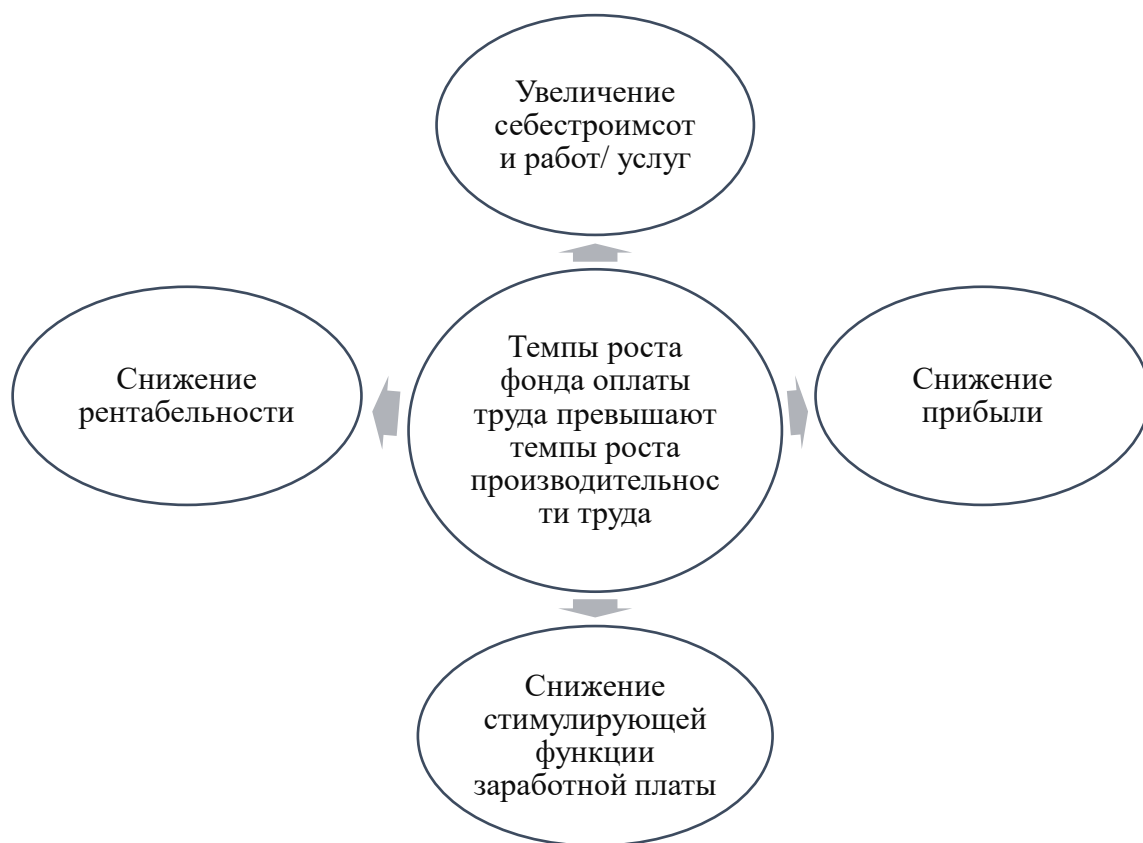 Увеличение
себестроимсот
и работ/ услуг
Снижение
рентабельности
Темпы роста
фонда оплаты
труда превышают
темпы роста
производительнос
ти труда
Снижение
прибыли
Снижение
стимулирующей
функции
заработной платы